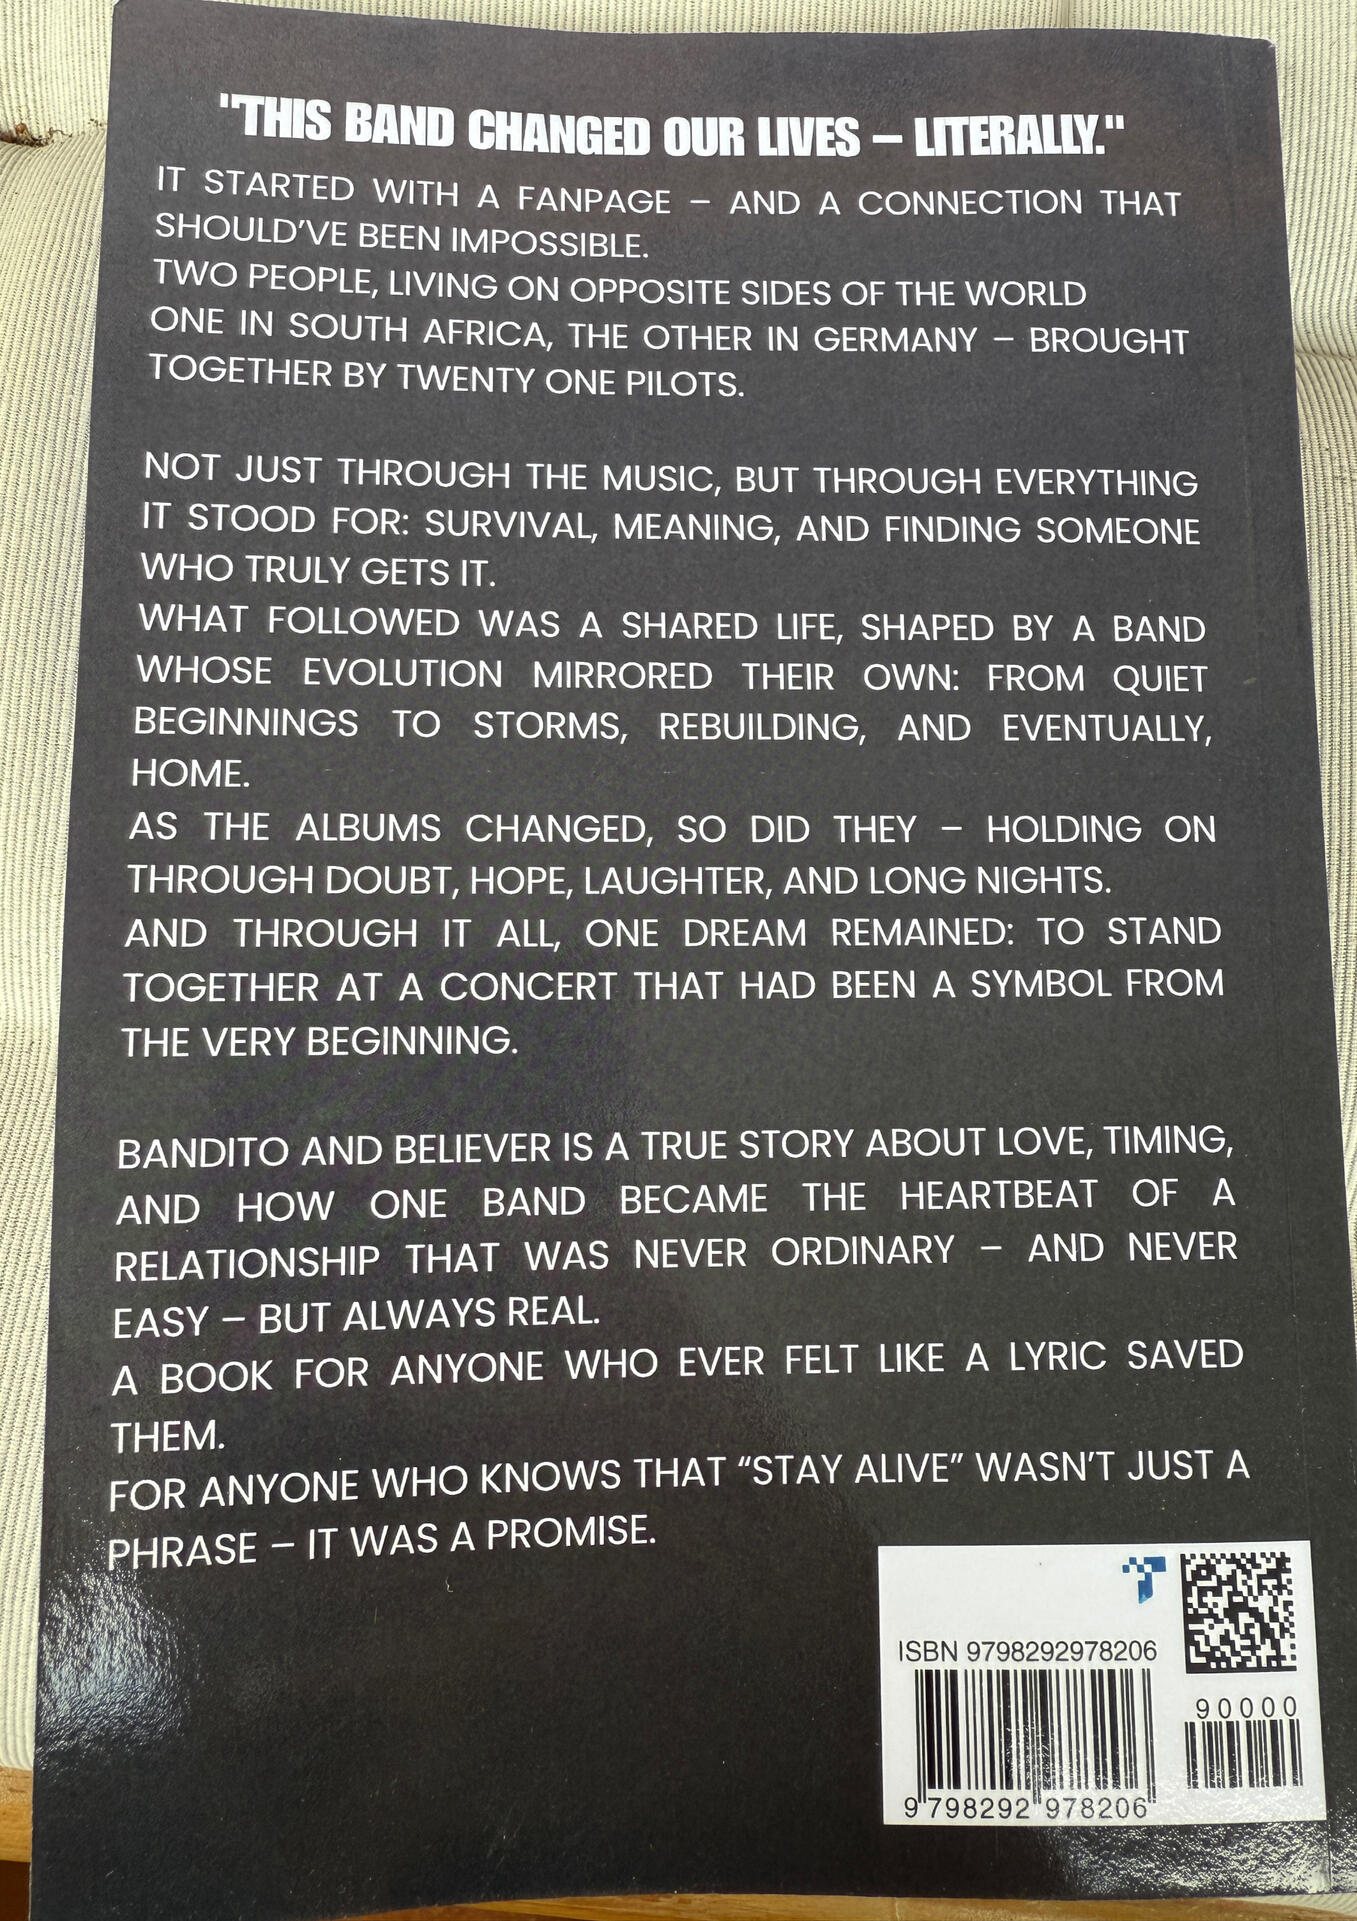 "THIS BAND CHANGED OUR LIVES – LITERALLY."
IT STARTED WITH A FANPAGE – AND A CONNECTION THAT
SHOULD'VE BEEN IMPOSSIBLE.
TWO PEOPLE, LIVING ON OPPOSITE SIDES OF THE WORLD
ONE IN SOUTH AFRICA, THE OTHER IN GERMANY – BROUGHT
TOGETHER BY TWENTY ONE PILOTS.
NOT JUST THROUGH THE MUSIC, BUT THROUGH EVERYTHING
IT STOOD FOR: SURVIVAL, MEANING, AND FINDING SOMEONE
WHO TRULY GETS IT.
WHAT FOLLOWED WAS A SHARED LIFE, SHAPED BY A BAND
WHOSE EVOLUTION MIRRORED THEIR OWN: FROM QUIET
BEGINNINGS TO STORMS, REBUILDING, AND EVENTUALLY,
HOME.
AS THE ALBUMS CHANGED, SO DID THEY – HOLDING ON
THROUGH DOUBT, HOPE, LAUGHTER, AND LONG NIGHTS.
AND THROUGH IT ALL, ONE DREAM REMAINED: TO STAND
TOGETHER AT A CONCERT THAT HAD BEEN A SYMBOL FROM
THE VERY BEGINNING.
BANDITO AND BELIEVER IS A TRUE STORY ABOUT LOVE, TIMING,
AND HOW ONE BAND BECAME THE HEARTBEAT OF A
RELATIONSHIP THAT WAS NEVER ORDINARY – AND NEVER
EASY – BUT ALWAYS REAL.
A BOOK FOR ANYONE WHO EVER FELT LIKE A LYRIC SAVED
THEM.
FOR ANYONE WHO KNOWS THAT “STAY ALIVE” WASN'T JUST A
PHRASE – IT WAS A PROMISE.
ISBN 9798292978206
90000
9 798292 978206